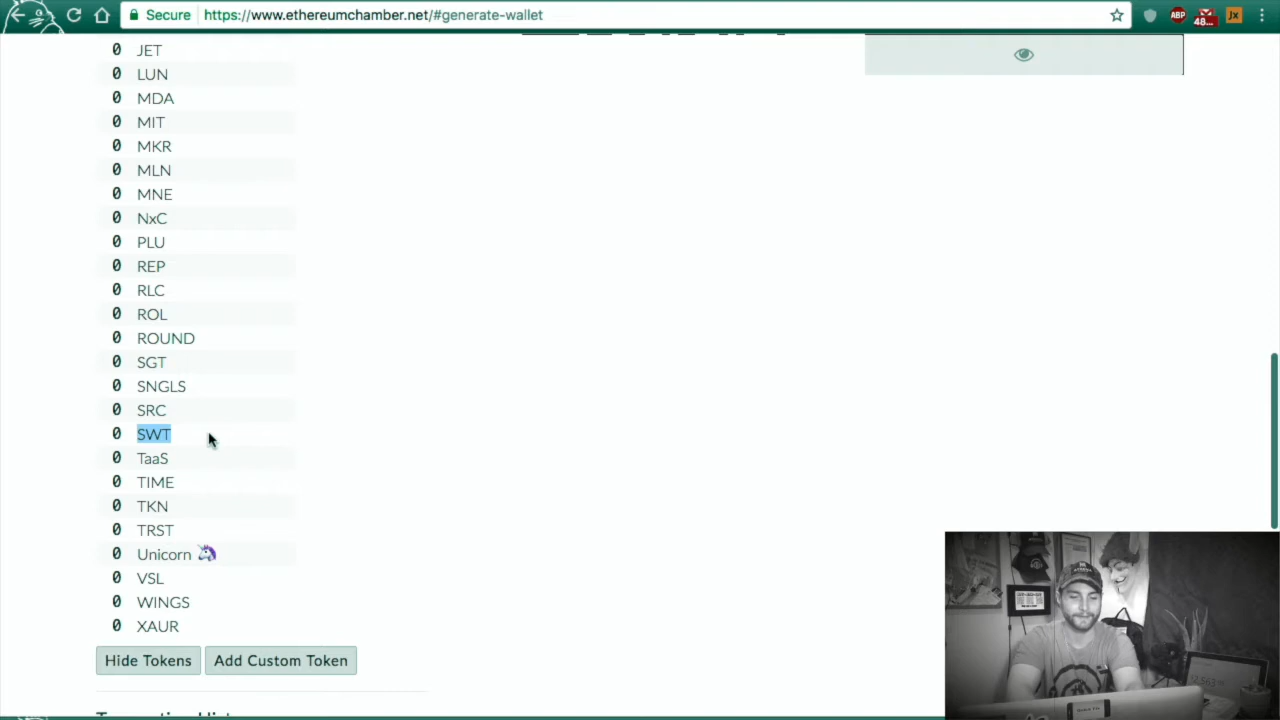 Secure https://www.ethereumchamber.net/#generate-wallet
ABP
48...
JX
0 JET
0 LUN
0 MDA
0 MIT
0 MKR
0 MLN
0 MNE
0 NxC
0 PLU
0 REP
0 RLC
0 ROL
0 ROUND
0 SGT
0 SNGLS
0 SRC
0 SWT
0 TaaS
0 TIME
0 TKN
0 TRST
0 Unicorn 🦄
0 VSL
0 WINGS
0 XAUR
Hide Tokens Add Custom Token